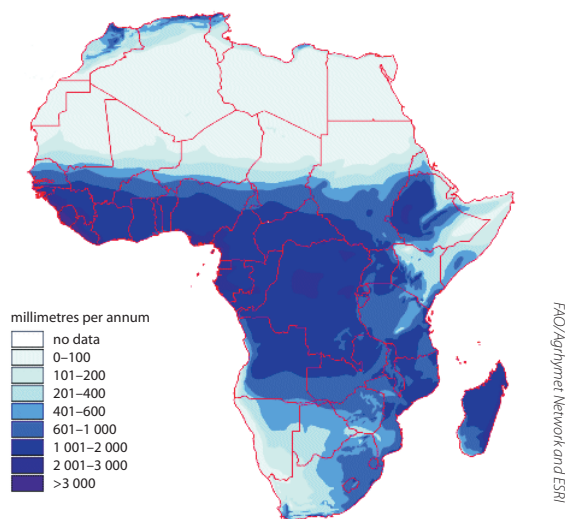 millimetres per annum
no data
0–100
101–200
201–400
401–600
601–1 000
1 001–2 000
2 001–3 000
>3 000
FAO/Agrhymet Network and ESRI